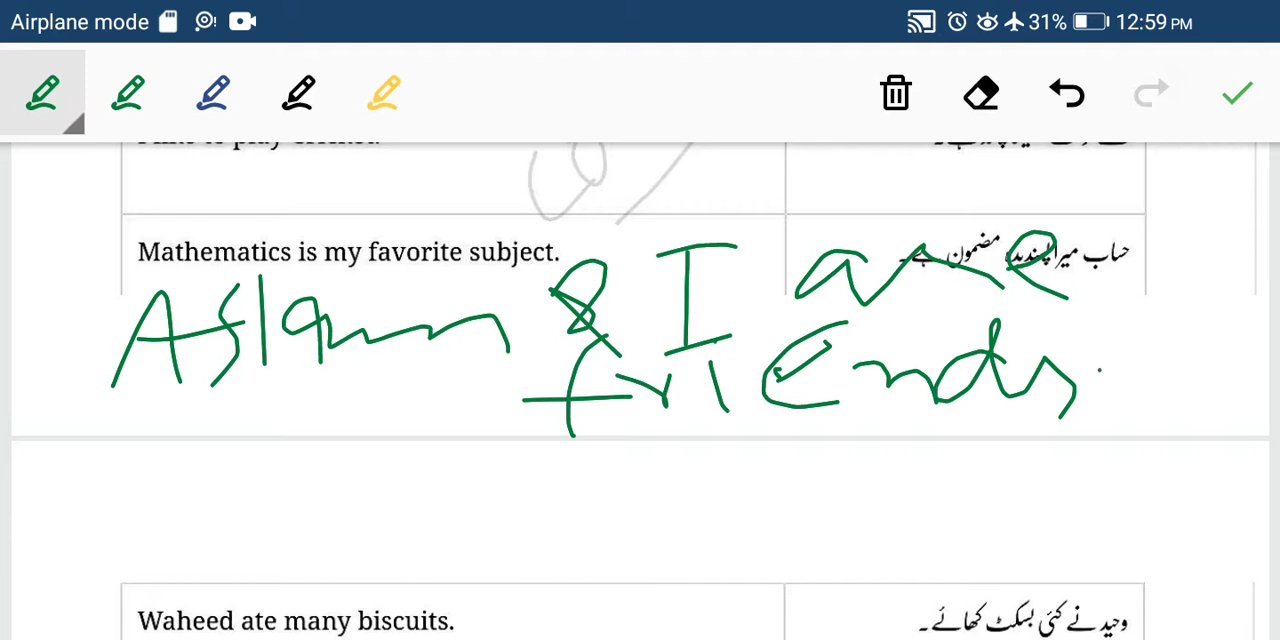 Airplane mode 31% 12:59 PM
Mathematics is my favorite subject.
حساب میرا پسندیدہ مضمون ہے۔
Aslam & I are
friends.
Waheed ate many biscuits.
وحید نے کئی بسکٹ کھائے۔